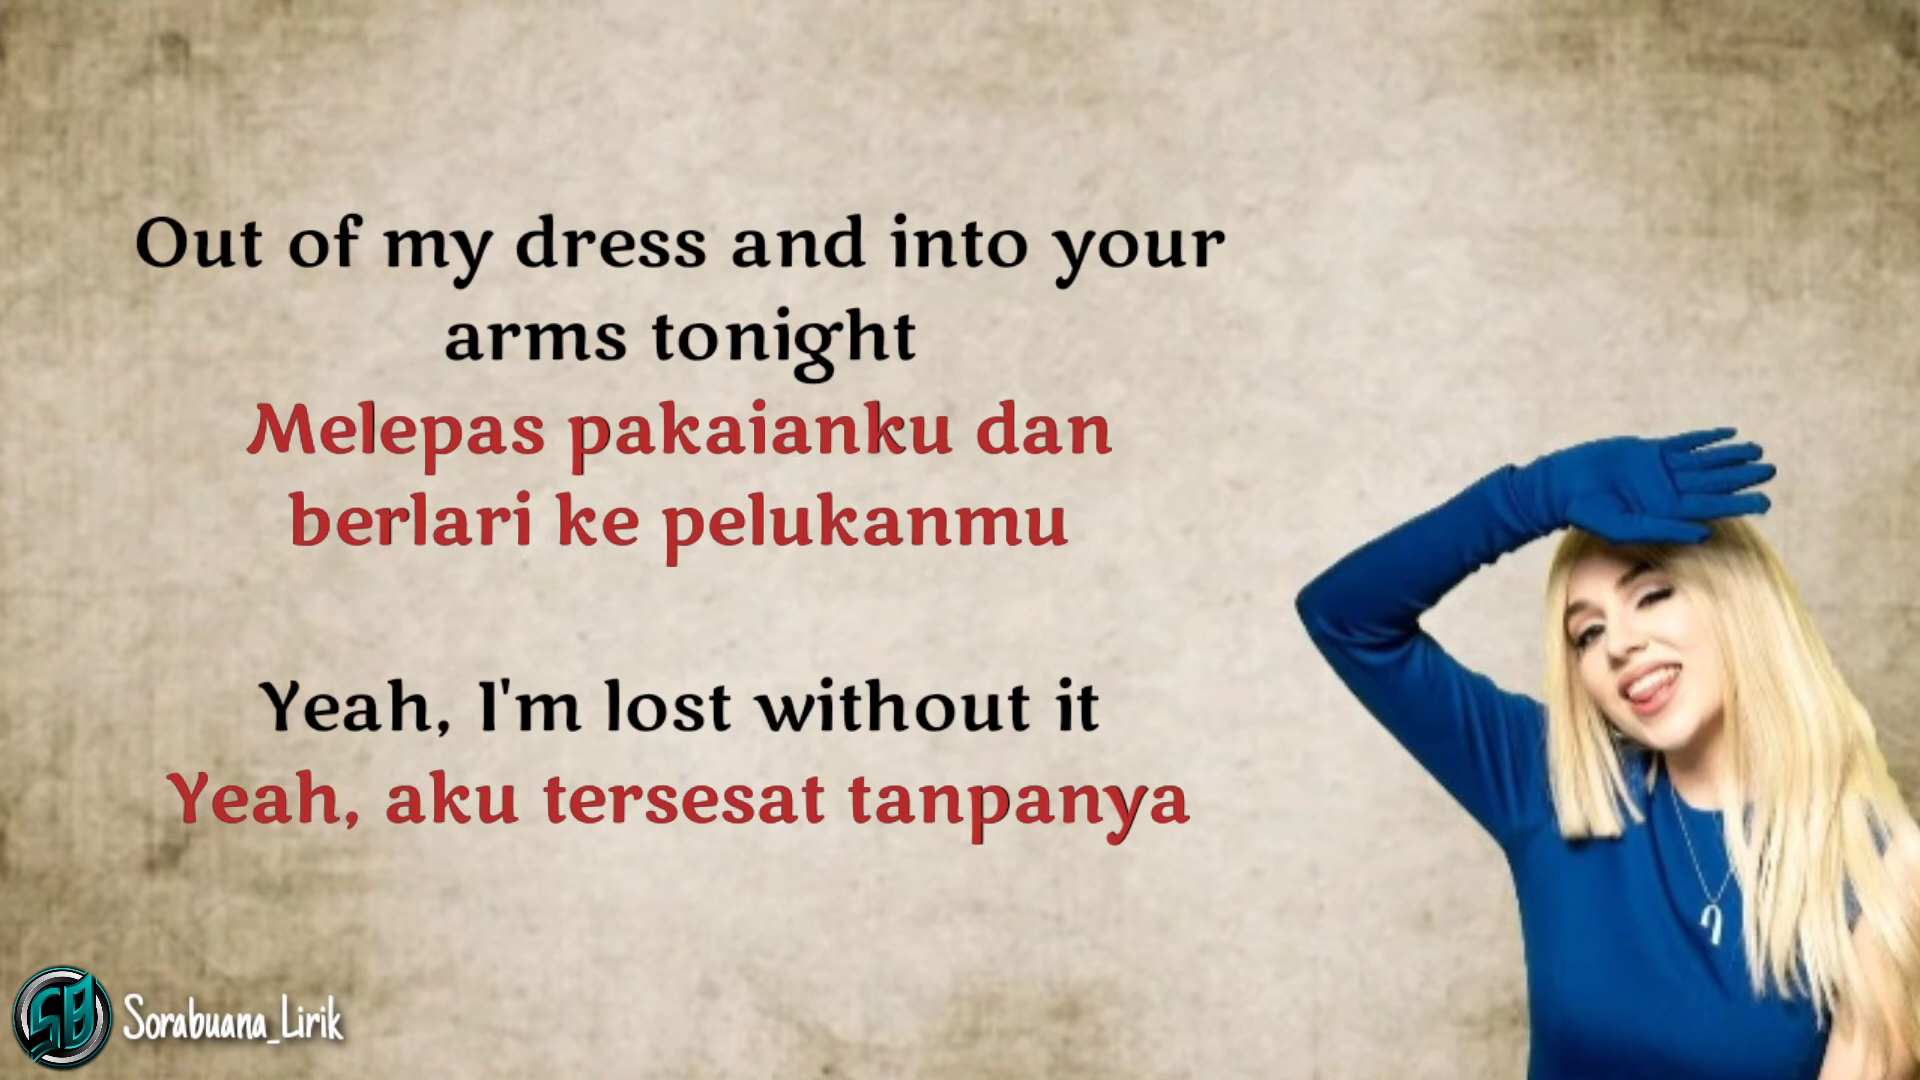 Out of my dress and into your
arms tonight
Melepas pakaianku dan
berlari ke pelukanmu
Yeah, I'm lost without it
Yeah, aku tersesat tanpanya
SB Sorabuana_Lirik